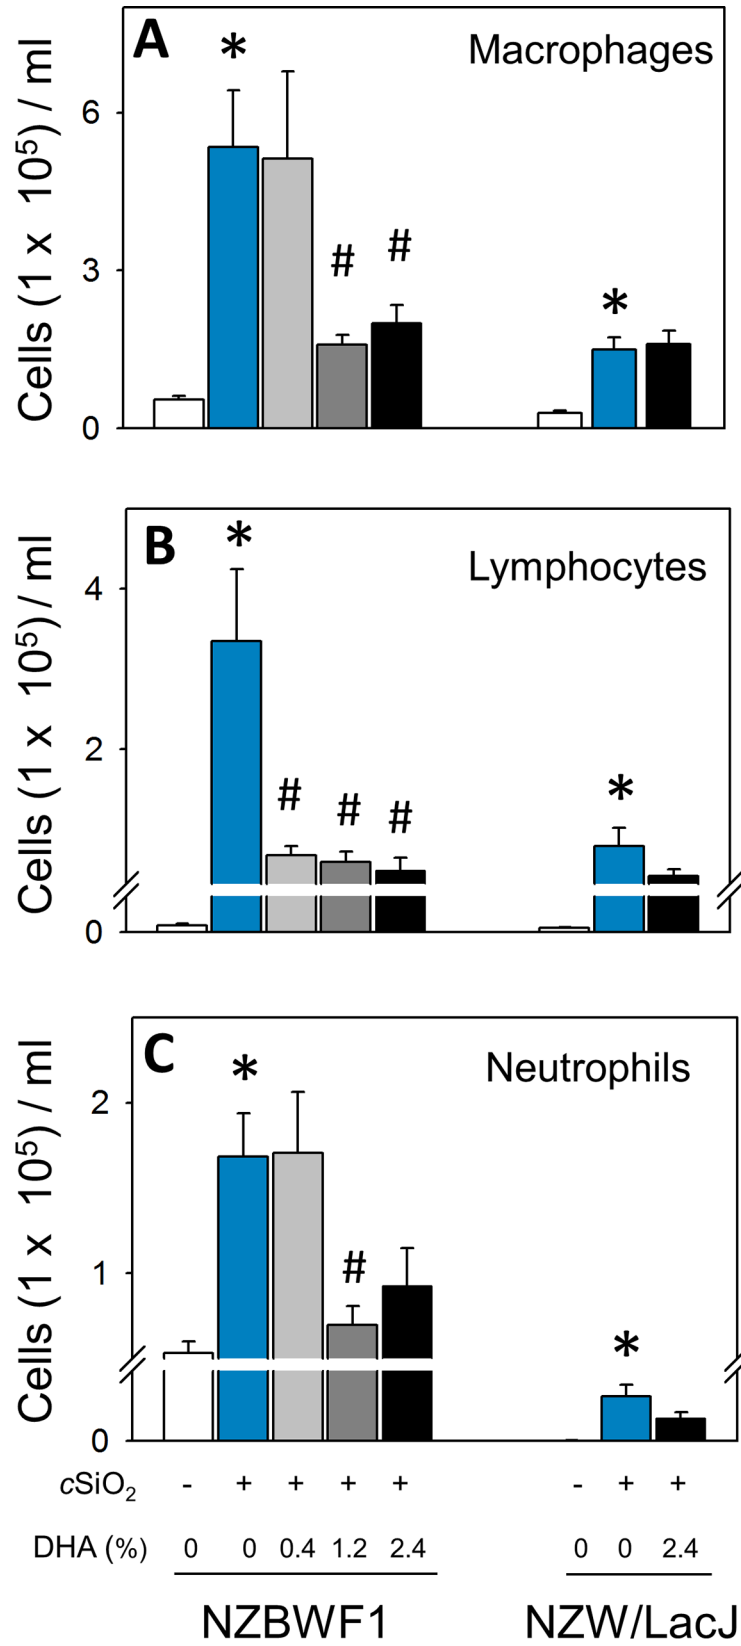 A
*
Macrophages
Cells (1 x 10⁵) / ml
6
3
0
# #
*
B
*
Lymphocytes
Cells (1 x 10⁵) / ml
4
2
0
# # #
*
C
*
Neutrophils
Cells (1 x 10⁵) / ml
2
1
0
#
*
cSiO₂ - + + + + - + +
DHA (%) 0 0 0.4 1.2 2.4 0 0 2.4
NZBWF1 NZW/LacJ